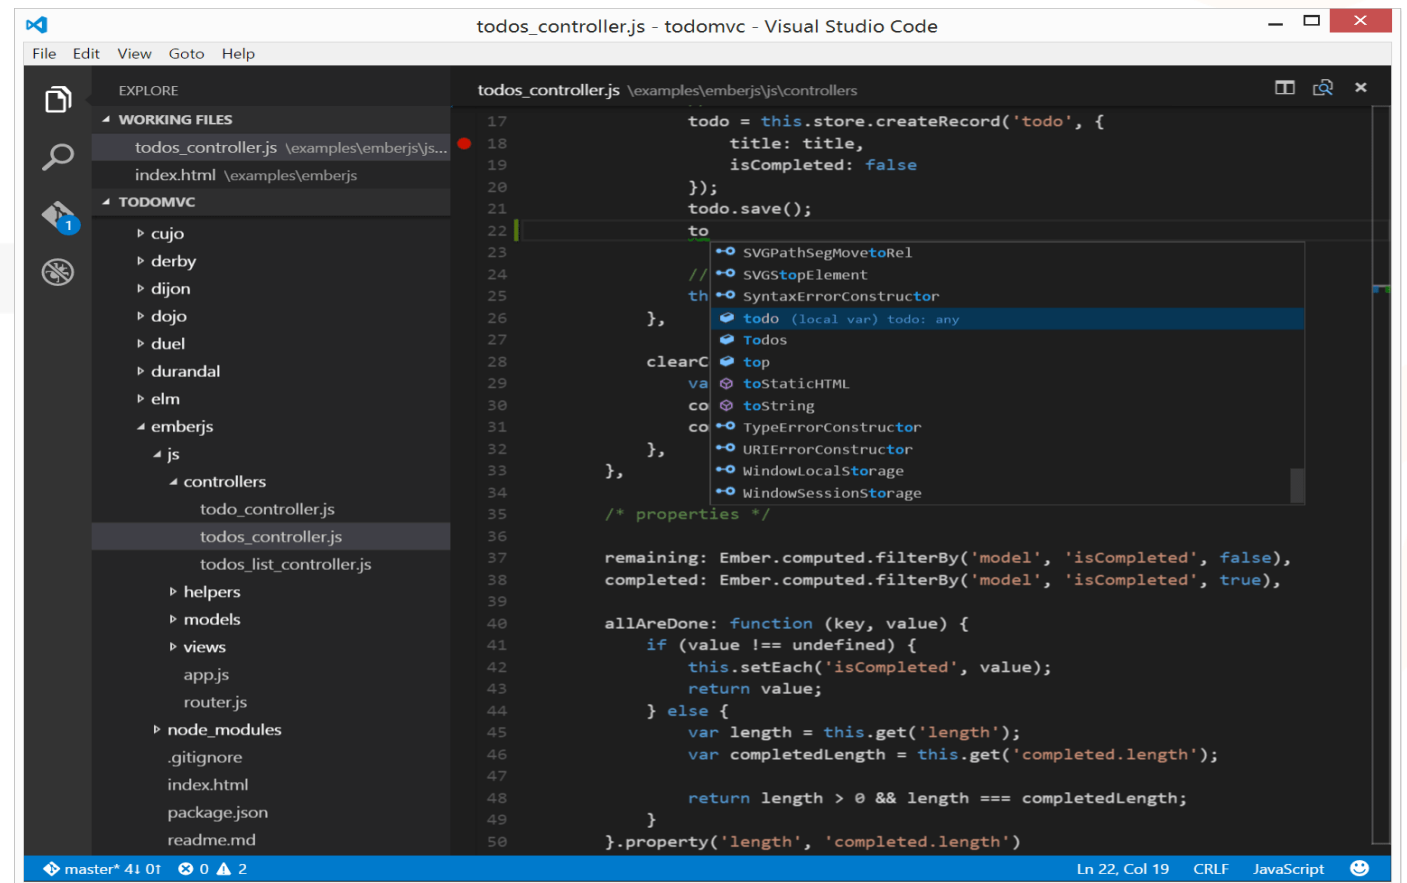 todos_controller.js - todomvc - Visual Studio Code
File Edit View Goto Help
EXPLORE
WORKING FILES
todos_controller.js \examples\emberjs\js...
index.html \examples\emberjs
TODOMVC
cujo
derby
dijon
dojo
duel
durandal
elm
emberjs
js
controllers
todo_controller.js
todos_controller.js
todos_list_controller.js
helpers
models
views
app.js
router.js
node_modules
.gitignore
index.html
package.json
readme.md
1
todos_controller.js \examples\emberjs\js\controllers
17 todo = this.store.createRecord('todo', {
18 title: title,
19 isCompleted: false
20 });
21 todo.save();
22 to
23
24 //
25 th
26 },
27
28 clearC
29 va
30 co
31 co
32 },
33 },
34
35 /* properties */
36
37 remaining: Ember.computed.filterBy('model', 'isCompleted', false),
38 completed: Ember.computed.filterBy('model', 'isCompleted', true),
39
40 allAreDone: function (key, value) {
41 if (value !== undefined) {
42 this.setEach('isCompleted', value);
43 return value;
44 } else {
45 var length = this.get('length');
46 var completedLength = this.get('completed.length');
47
48 return length > 0 && length === completedLength;
49 }
50 }.property('length', 'completed.length')
SVGPathSegMovetoRel
SVGStopElement
SyntaxErrorConstructor
todo (local var) todo: any
Todos
top
toStaticHTML
toString
TypeErrorConstructor
URIErrorConstructor
WindowLocalStorage
WindowSessionStorage
master* 4↓ 0↑ 0 2
Ln 22, Col 19 CRLF JavaScript